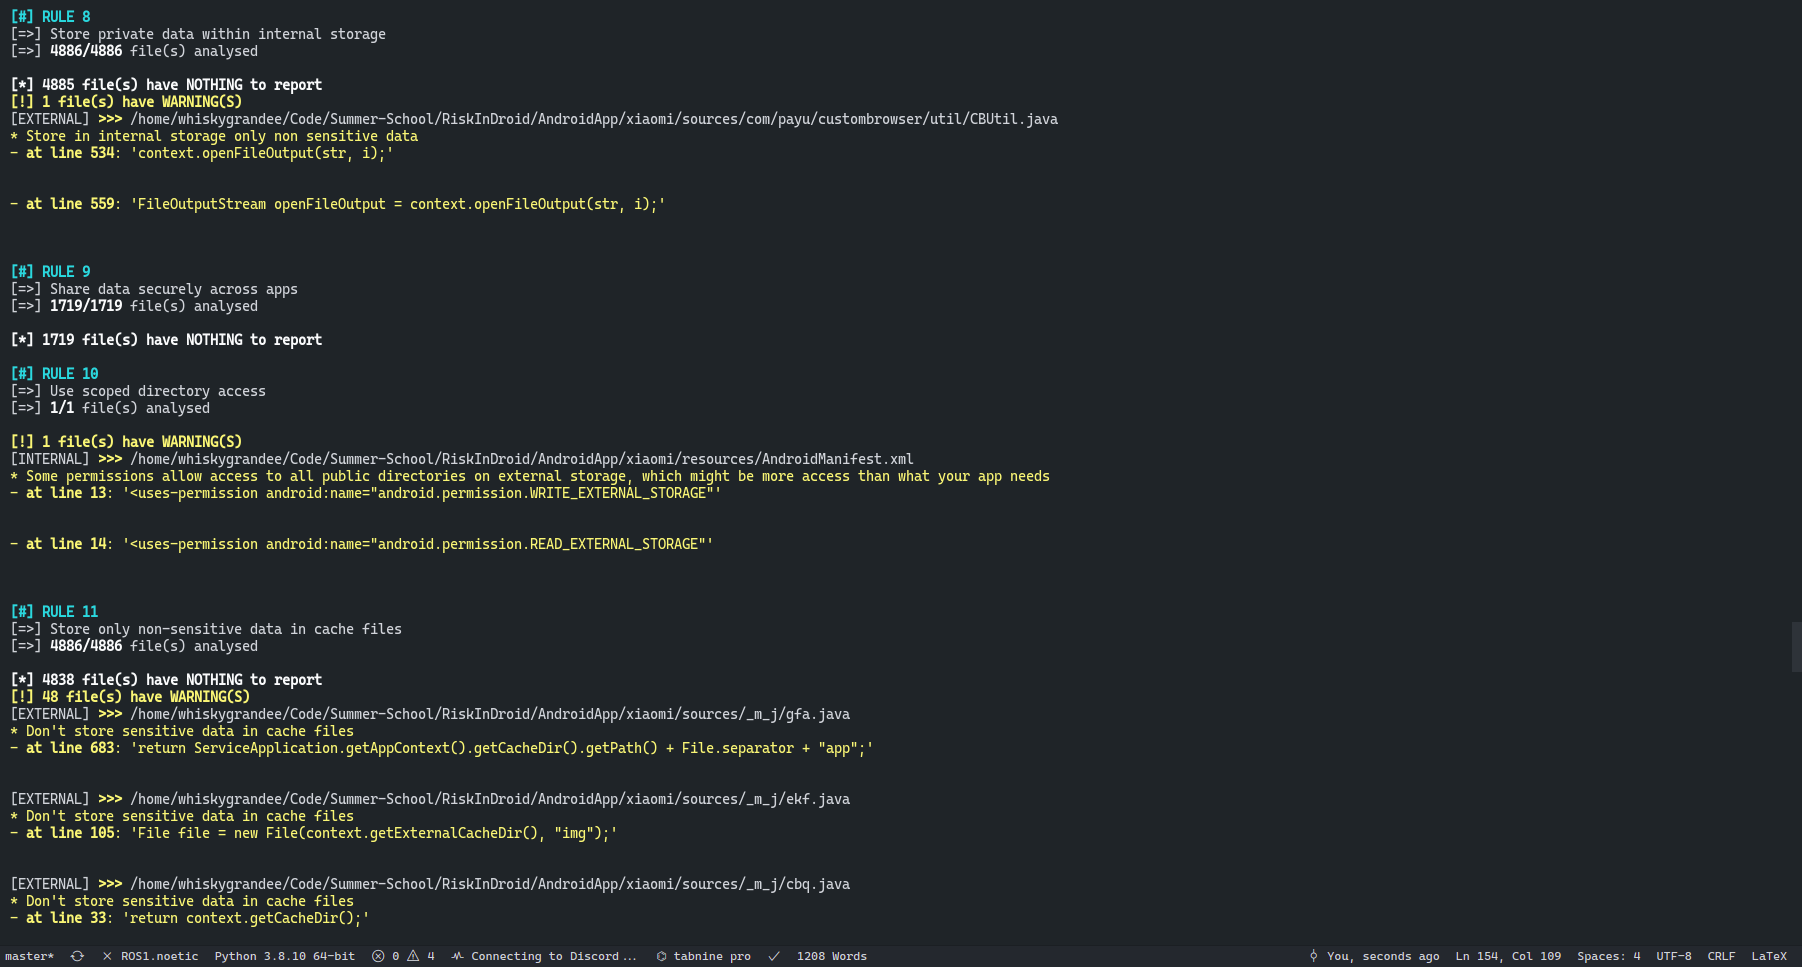 [#] RULE 8
[=>] Store private data within internal storage
[=>] 4886/4886 file(s) analysed
[*] 4885 file(s) have NOTHING to report
[!] 1 file(s) have WARNING(S)
[EXTERNAL] >>> /home/whiskygrandee/Code/Summer-School/RiskInDroid/AndroidApp/xiaomi/sources/com/payu/custombrowser/util/CBUtil.java
* Store in internal storage only non sensitive data
- at line 534: 'context.openFileOutput(str, i);'
- at line 559: 'FileOutputStream openFileOutput = context.openFileOutput(str, i);'
[#] RULE 9
[=>] Share data securely across apps
[=>] 1719/1719 file(s) analysed
[*] 1719 file(s) have NOTHING to report
[#] RULE 10
[=>] Use scoped directory access
[=>] 1/1 file(s) analysed
[!] 1 file(s) have WARNING(S)
[INTERNAL] >>> /home/whiskygrandee/Code/Summer-School/RiskInDroid/AndroidApp/xiaomi/resources/AndroidManifest.xml
* Some permissions allow access to all public directories on external storage, which might be more access than what your app needs
- at line 13: '<uses-permission android:name="android.permission.WRITE_EXTERNAL_STORAGE"'
- at line 14: '<uses-permission android:name="android.permission.READ_EXTERNAL_STORAGE"'
[#] RULE 11
[=>] Store only non-sensitive data in cache files
[=>] 4886/4886 file(s) analysed
[*] 4838 file(s) have NOTHING to report
[!] 48 file(s) have WARNING(S)
[EXTERNAL] >>> /home/whiskygrandee/Code/Summer-School/RiskInDroid/AndroidApp/xiaomi/sources/_m_j/gfa.java
* Don't store sensitive data in cache files
- at line 683: 'return ServiceApplication.getAppContext().getCacheDir().getPath() + File.separator + "app";'
[EXTERNAL] >>> /home/whiskygrandee/Code/Summer-School/RiskInDroid/AndroidApp/xiaomi/sources/_m_j/ekf.java
* Don't store sensitive data in cache files
- at line 105: 'File file = new File(context.getExternalCacheDir(), "img");'
[EXTERNAL] >>> /home/whiskygrandee/Code/Summer-School/RiskInDroid/AndroidApp/xiaomi/sources/_m_j/cbq.java
* Don't store sensitive data in cache files
- at line 33: 'return context.getCacheDir();'
master* ROS1.noetic Python 3.8.10 64-bit 0 4 Connecting to Discord... tabnine pro 1208 Words You, seconds ago Ln 154, Col 109 Spaces: 4 UTF-8 CRLF LaTeX